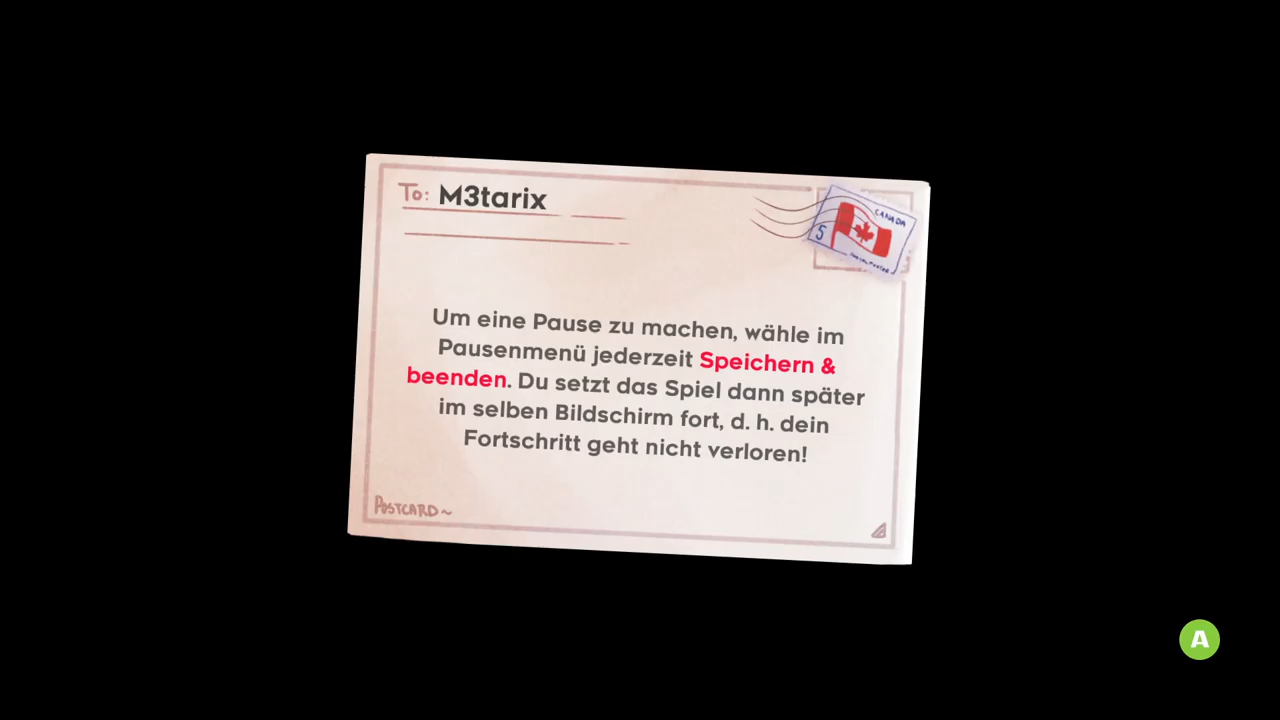 To: M3tarix
CANADA
5
Um eine Pause zu machen, wähle im
Pausenmenü jederzeit Speichern &
beenden. Du setzt das Spiel dann später
im selben Bildschirm fort, d. h. dein
Fortschritt geht nicht verloren!
POSTCARD~
A